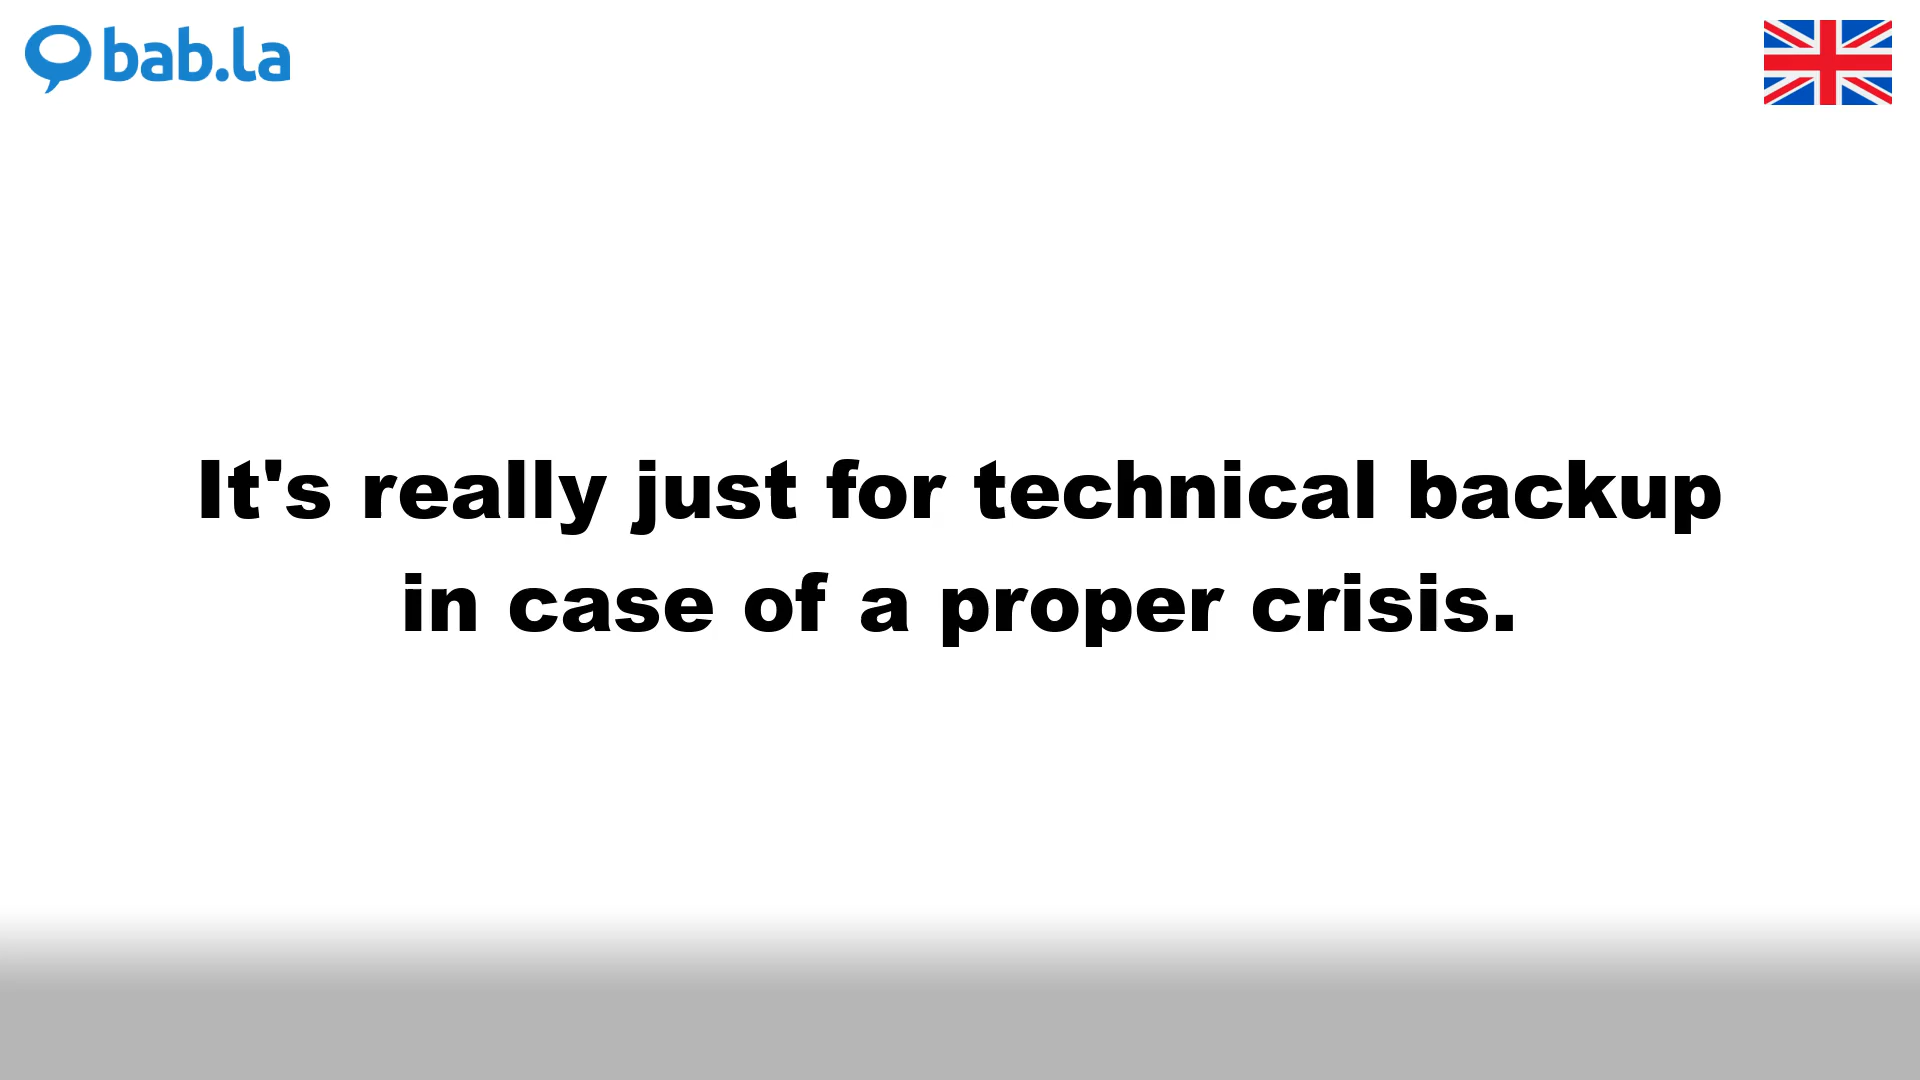 bab.la
It's really just for technical backup
in case of a proper crisis.